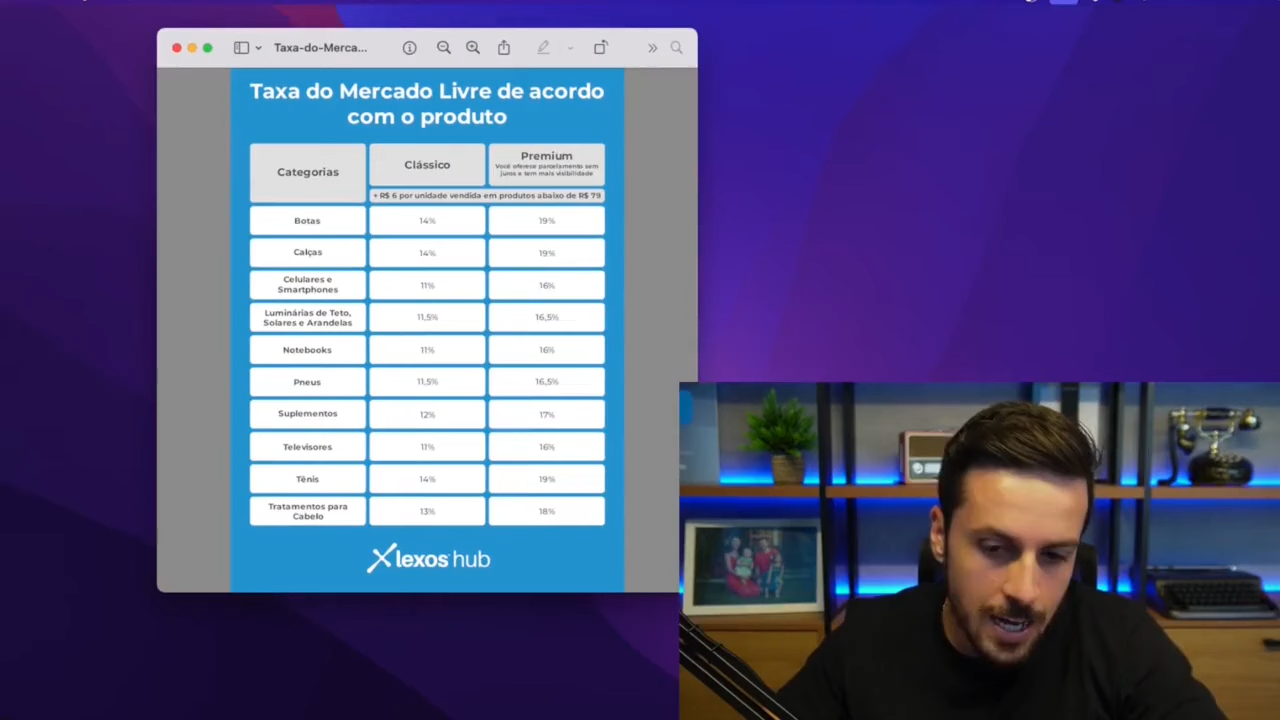 Taxa-do-Merca...
Taxa do Mercado Livre de acordo
com o produto
Categorias
Clássico
Premium
Você oferece parcelamento sem
juros e tem mais visibilidade
+ R$ 6 por unidade vendida em produtos abaixo de R$ 79
Botas 14% 19%
Calças 14% 19%
Celulares e
Smartphones
11% 16%
Luminárias de Teto,
Solares e Arandelas
11,5% 16,5%
Notebooks 11% 16%
Pneus 11,5% 16,5%
Suplementos 12% 17%
Televisores 11% 16%
Tênis 14% 19%
Tratamentos para
Cabelo
13% 18%
lexos hub